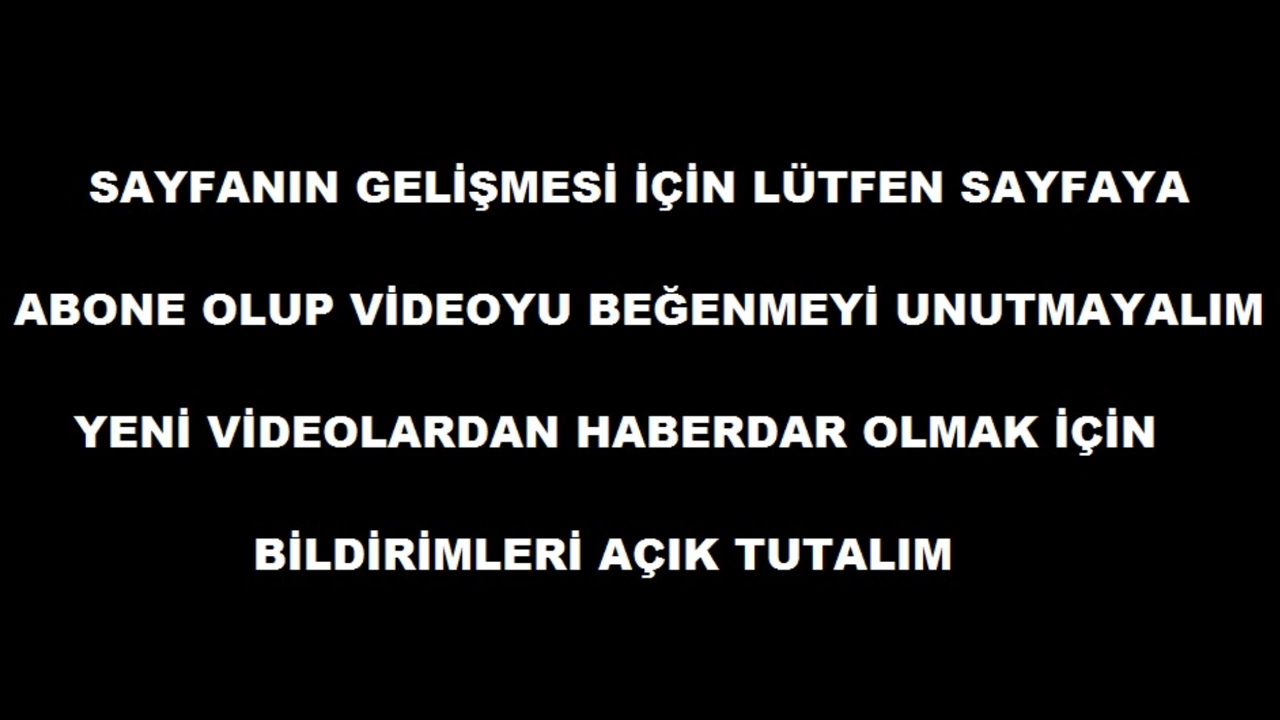 SAYFANIN GELİŞMESİ İÇİN LÜTFEN SAYFAYA
ABONE OLUP VİDEOYU BEĞENMEYİ UNUTMAYALIM
YENİ VİDEOLARDAN HABERDAR OLMAK İÇİN
BİLDİRİMLERİ AÇIK TUTALIM